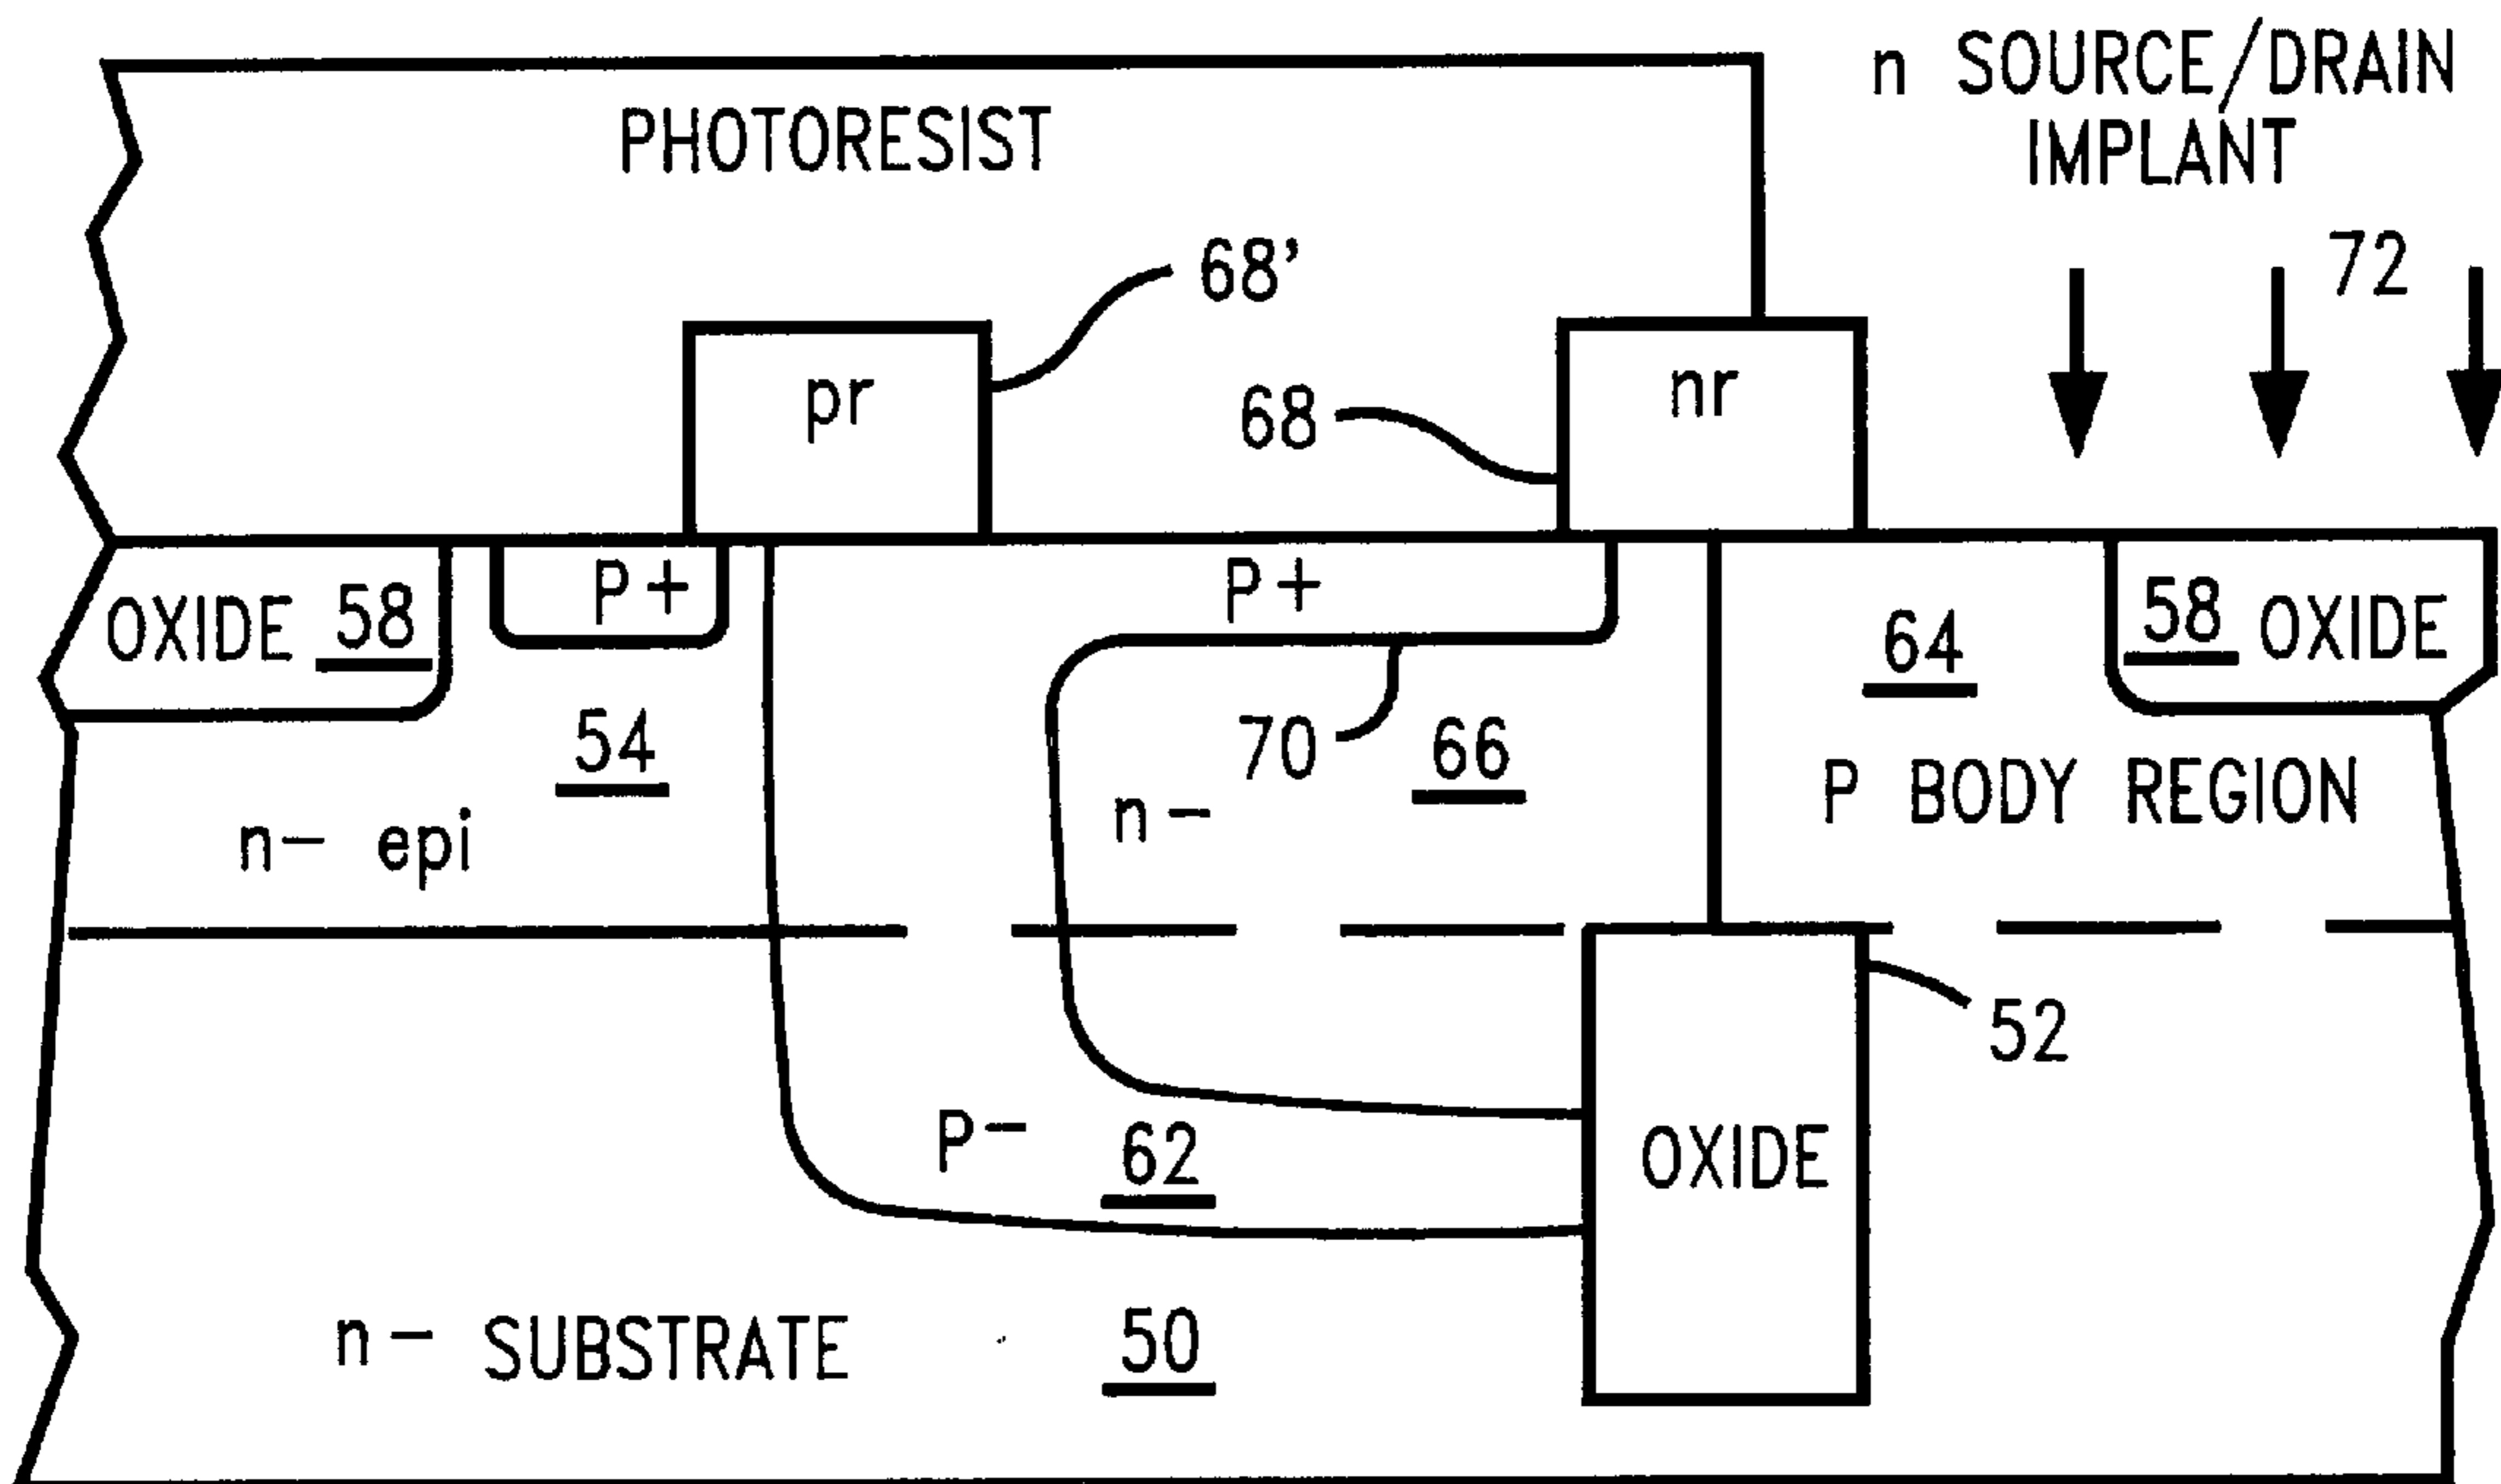 n SOURCE/DRAIN
IMPLANT
PHOTORESIST
72
68'
pr
68
nr
P+
P+
OXIDE 58
58 OXIDE
64
54
70
66
n-
P BODY REGION
n- epi
52
P-
62
OXIDE
n- SUBSTRATE
50